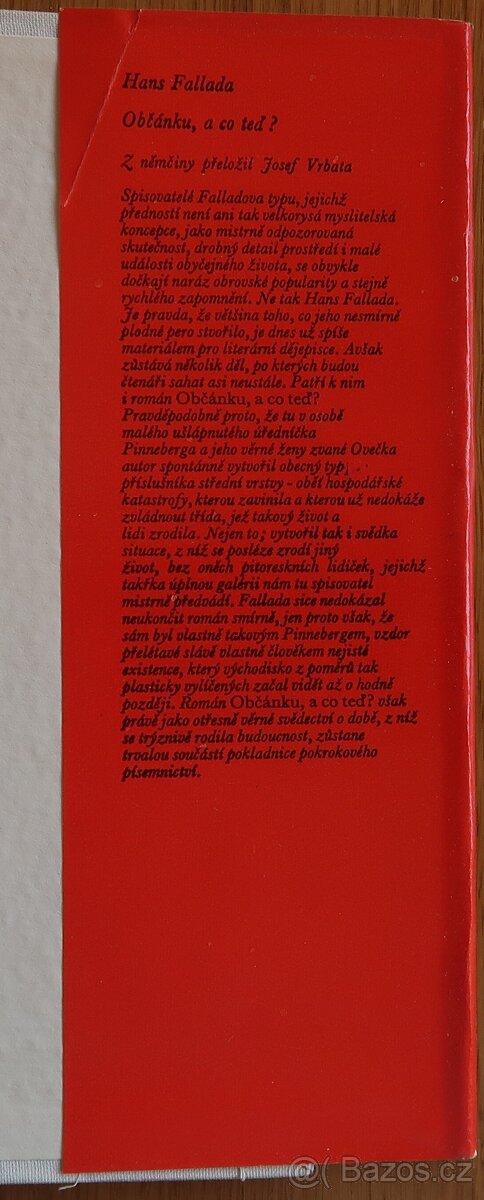 Hans Fallada
Občánku, a co teď?
Z němčiny přeložil Josef Vrbata
Spisovatelé Falladova typu, jejichž
předností není ani tak velkorysá myslitelská
koncepce, jako mistrně odpozorovaná
skutečnost, drobný detail prostředí i malé
události obyčejného života, se obvykle
dočkají naráz obrovské popularity a stejně
rychlého zapomnění. Ne tak Hans Fallada.
Je pravda, že většina toho, co jeho nesmírně
plodné pero stvořilo, je dnes už spíše
materiálem pro literární dějepisce. Avšak
zůstává několik děl, po kterých budou
čtenáři sahat asi neustále. Patří k nim
i román Občánku, a co teď?
Pravděpodobně proto, že tu v osobě
malého ušlápnutého úředníčka
Pinneberga a jeho věrné ženy zvané Ovečka
autor spontánně vytvořil obecný typ
příslušníka střední vrstvy - oběť hospodářské
katastrofy, kterou zavinila a kterou už nedokáže
zvládnout třída, jež takový život a
lidi zrodila. Nejen to; vytvořil tak i svědka
situace, z níž se posléze zrodí jiný
život, bez oněch pitoreskních lidiček, jejichž
takřka úplnou galérii nám tu spisovatel
mistrně předvádí. Fallada sice nedokázal
neukončit román smírně, jen proto však, že
sám byl vlastně takovým Pinnebergem, vzdor
přelétavé slávě vlastně člověkem nejisté
existence, který východisko z poměrů tak
plasticky vylíčených začal vidět až o hodně
později. Román Občánku, a co teď? však
právě jako otřesně věrné svědectví o době, z níž
se trýznivě rodila budoucnost, zůstane
trvalou součástí pokladnice pokrokového
písemnictví.
Bazos.cz